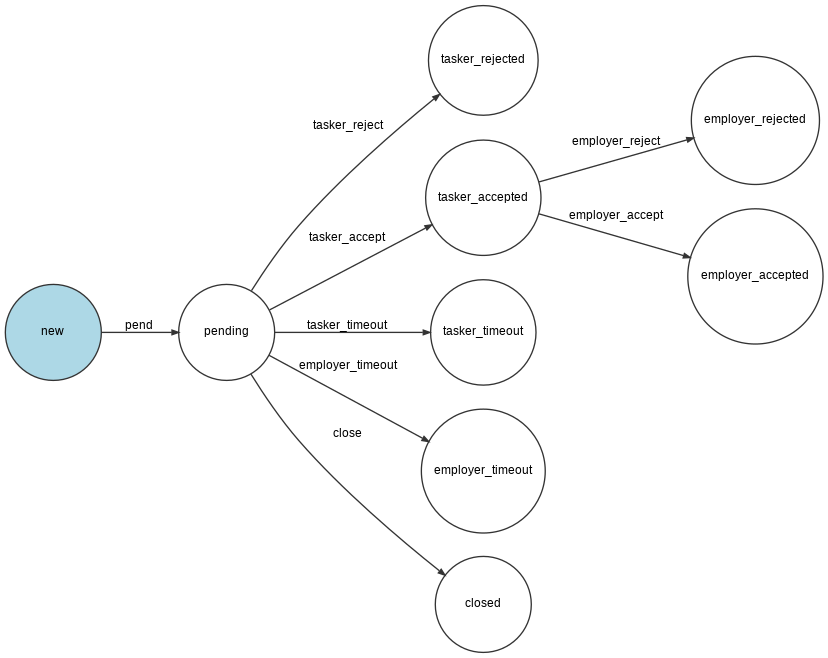 new
pend
pending
tasker_reject
tasker_rejected
tasker_accept
tasker_accepted
employer_reject
employer_rejected
employer_accept
employer_accepted
tasker_timeout
tasker_timeout
employer_timeout
employer_timeout
close
closed